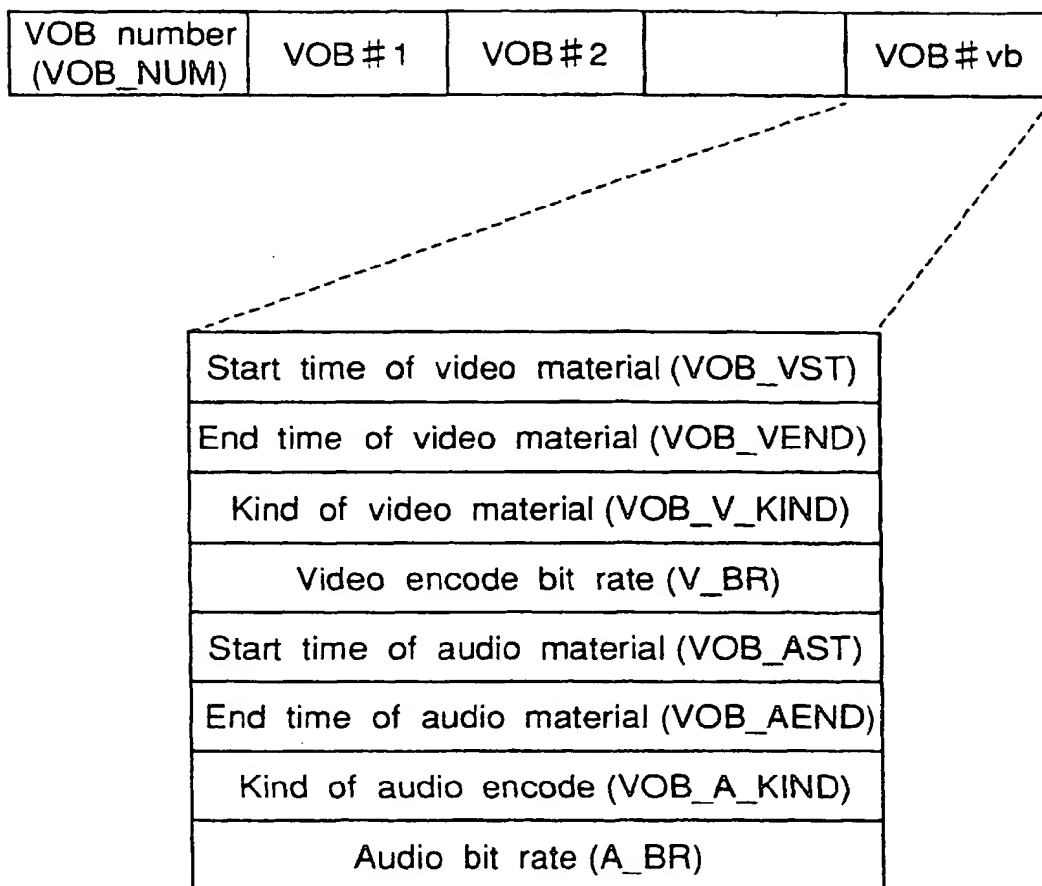 VOB number
(VOB_NUM)
VOB#1
VOB#2
VOB#vb
Start time of video material (VOB_VST)
End time of video material (VOB_VEND)
Kind of video material (VOB_V_KIND)
Video encode bit rate (V_BR)
Start time of audio material (VOB_AST)
End time of audio material (VOB_AEND)
Kind of audio encode (VOB_A_KIND)
Audio bit rate (A_BR)